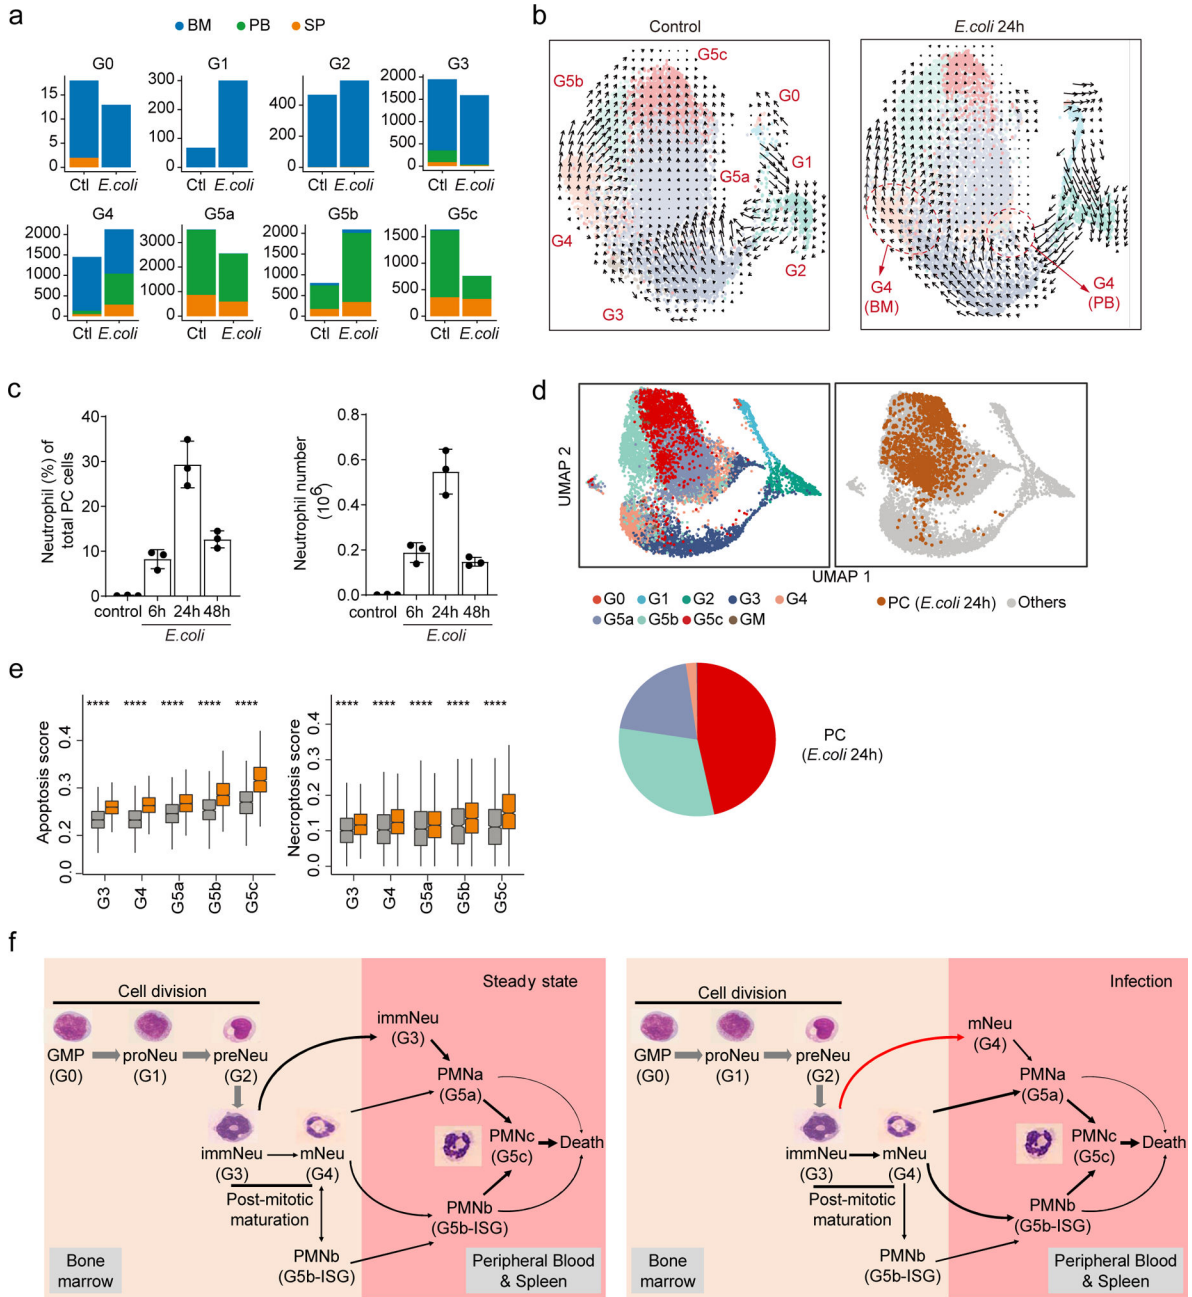 a
BM PB SP
G0 G1 G2 G3
15
10
5
0
300
200
100
0
400
200
0
2000
1500
1000
500
0
Ctl E.coli Ctl E.coli Ctl E.coli Ctl E.coli
G4 G5a G5b G5c
2000
1500
1000
500
0
3000
2000
1000
0
2000
1500
1000
500
0
1500
1000
500
0
Ctl E.coli Ctl E.coli Ctl E.coli Ctl E.coli
b
Control
G5c
G5b
G0
G1
G5a
G4
G2
G3
E.coli 24h
G4
(BM)
G4
(PB)
c
Neutrophil (%) of
total PC cells
40
30
20
10
0
control 6h 24h 48h
E.coli
Neutrophil number
(10^6)
0.8
0.6
0.4
0.2
0.0
control 6h 24h 48h
E.coli
d
UMAP 2
UMAP 1
G0 G1 G2 G3 G4
G5a G5b G5c GM
PC (E.coli 24h) Others
PC
(E.coli 24h)
e
Apoptosis score
0.4
0.3
0.2
0.0
**** **** **** **** ****
G3 G4 G5a G5b G5c
Necroptosis score
0.4
0.3
0.2
0.1
0.0
**** **** **** **** ****
G3 G4 G5a G5b G5c
f
Steady state
Cell division
GMP
(G0)
proNeu
(G1)
preNeu
(G2)
immNeu
(G3)
PMNa
(G5a)
PMNc
(G5c)
Death
immNeu
(G3)
mNeu
(G4)
Post-mitotic
maturation
PMNb
(G5b-ISG)
PMNb
(G5b-ISG)
Bone
marrow
Peripheral Blood
& Spleen
Infection
Cell division
GMP
(G0)
proNeu
(G1)
preNeu
(G2)
mNeu
(G4)
PMNa
(G5a)
PMNc
(G5c)
Death
immNeu
(G3)
mNeu
(G4)
Post-mitotic
maturation
PMNb
(G5b-ISG)
PMNb
(G5b-ISG)
Bone
marrow
Peripheral Blood
& Spleen